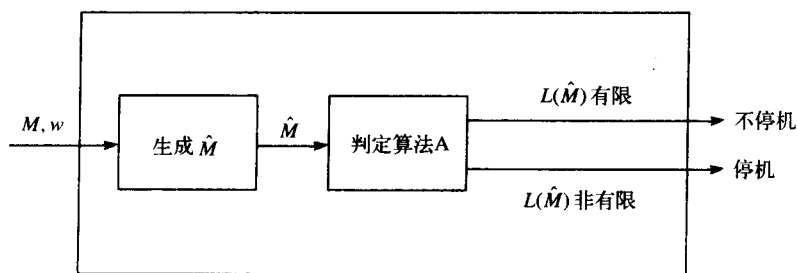 M, w
生成 M̂
M̂
判定算法A
L(M̂) 有限
不停机
停机
L(M̂) 非有限